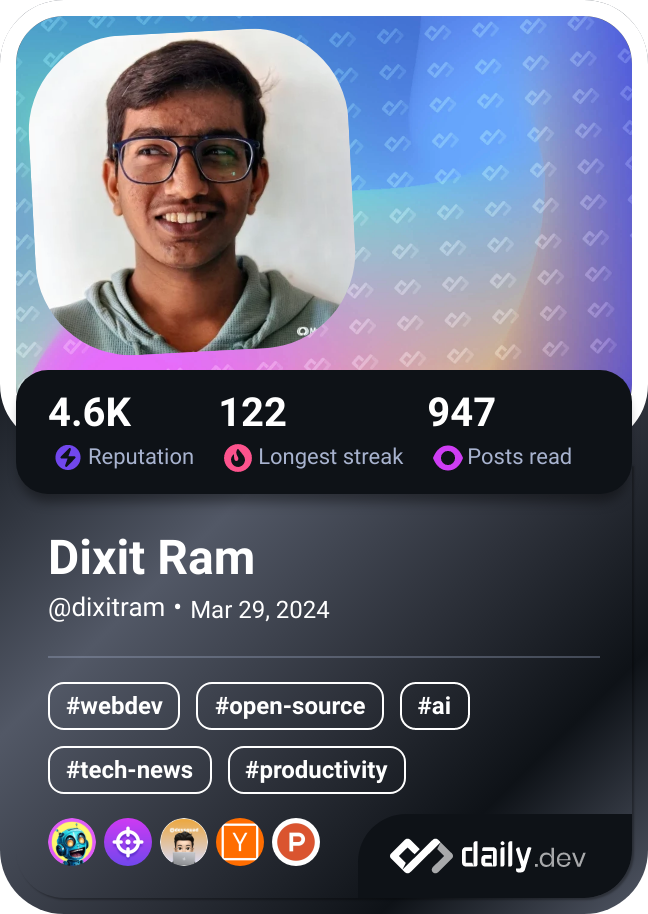 4.6K 122 947
Reputation Longest streak Posts read
Dixit Ram
@dixitram • Mar 29, 2024
#webdev #open-source #ai
#tech-news #productivity
Y P
daily.dev